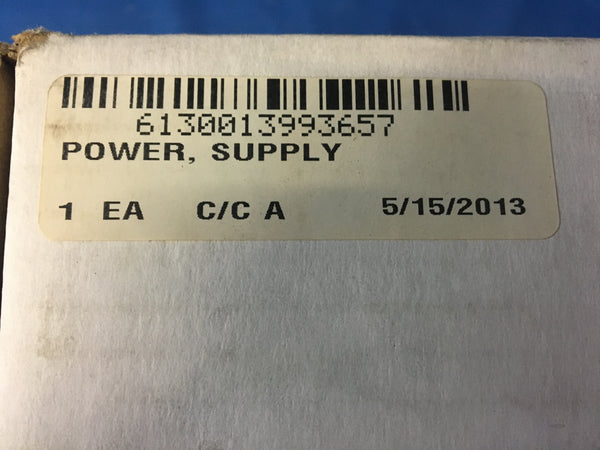 6130013993657
POWER, SUPPLY
1 EA C/C A 5/15/2013